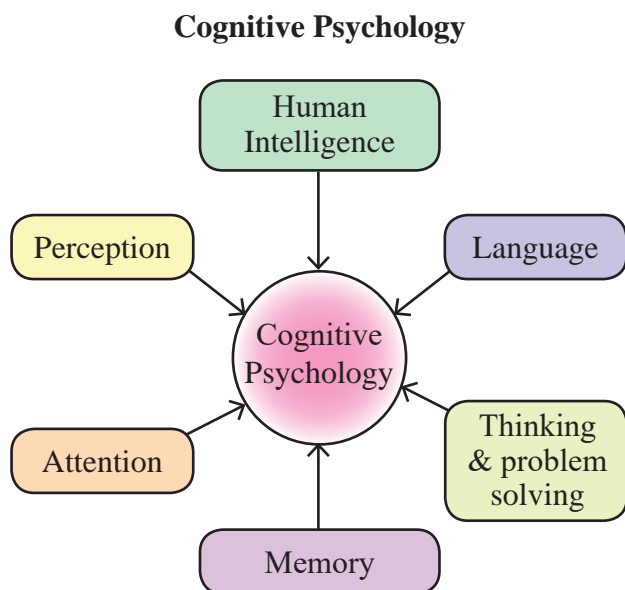 Cognitive Psychology
Human
Intelligence
Perception
Language
Cognitive
Psychology
Attention
Thinking
& problem
solving
Memory